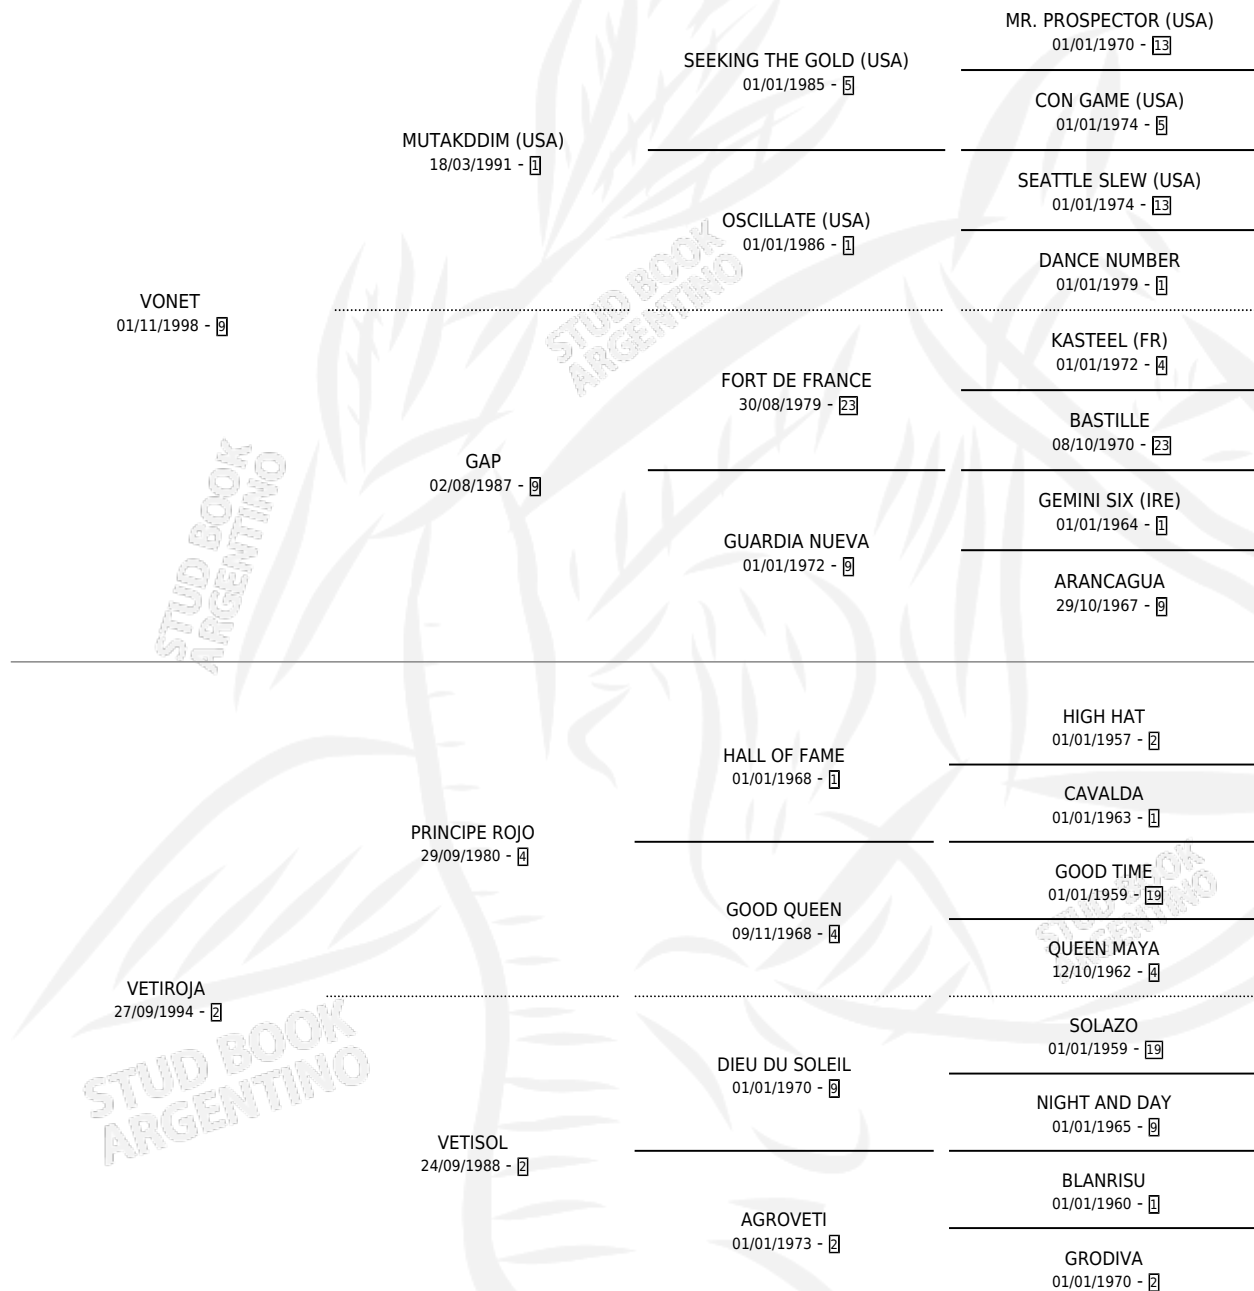 MR. PROSPECTOR (USA)
01/01/1970 - 13
SEEKING THE GOLD (USA)
01/01/1985 - 5
CON GAME (USA)
01/01/1974 - 5
MUTAKDDIM (USA)
18/03/1991 - 1
SEATTLE SLEW (USA)
01/01/1974 - 13
OSCILLATE (USA)
01/01/1986 - 1
DANCE NUMBER
01/01/1979 - 1
STUD BOOK
ARGENTINO
VONET
01/11/1998 - 9
KASTEEL (FR)
01/01/1972 - 4
FORT DE FRANCE
30/08/1979 - 23
BASTILLE
08/10/1970 - 23
GAP
02/08/1987 - 9
GEMINI SIX (IRE)
01/01/1964 - 1
GUARDIA NUEVA
01/01/1972 - 9
ARANCAGUA
29/10/1967 - 9
STUD BOOK
ARGENTINO
HIGH HAT
01/01/1957 - 2
HALL OF FAME
01/01/1968 - 1
CAVALDA
01/01/1963 - 1
PRINCIPE ROJO
29/09/1980 - 4
GOOD TIME
01/01/1959 - 19
GOOD QUEEN
09/11/1968 - 4
QUEEN MAYA
12/10/1962 - 4
STUD BOOK
ARGENTINO
VETIROJA
27/09/1994 - 2
SOLAZO
01/01/1959 - 19
DIEU DU SOLEIL
01/01/1970 - 9
NIGHT AND DAY
01/01/1965 - 9
STUD BOOK
ARGENTINO
VETISOL
24/09/1988 - 2
BLANRISU
01/01/1960 - 1
AGROVETI
01/01/1973 - 2
GRODIVA
01/01/1970 - 2